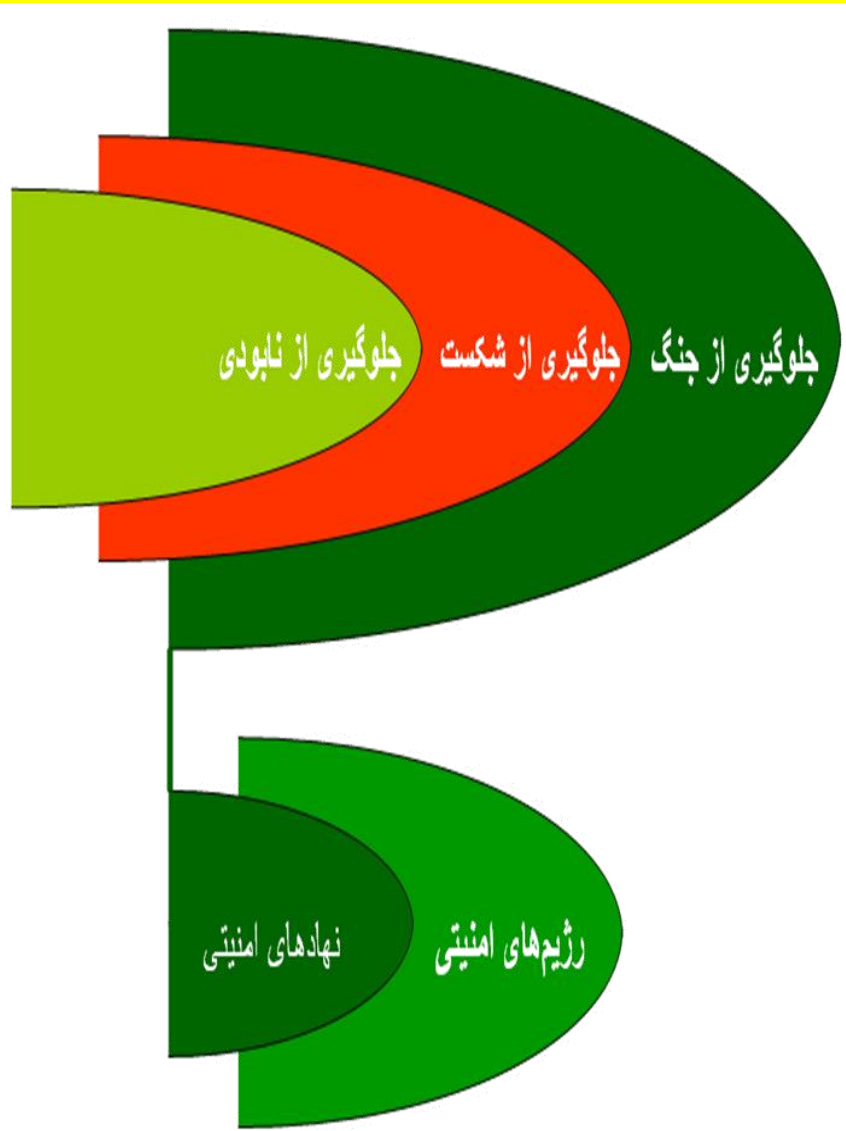 جلوگیری از جنگ
جلوگیری از شکست
جلوگیری از نابودی
رژیم‌های امنیتی
نهادهای امنیتی